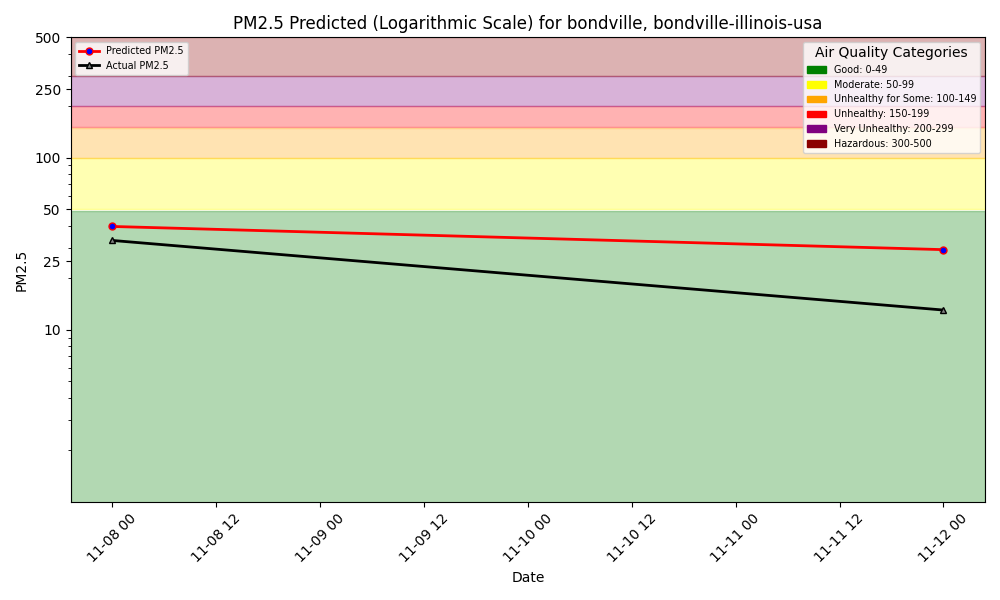 PM2.5 Predicted (Logarithmic Scale) for bondville, bondville-illinois-usa
Predicted PM2.5
Actual PM2.5
Air Quality Categories
Good: 0-49
Moderate: 50-99
Unhealthy for Some: 100-149
Unhealthy: 150-199
Very Unhealthy: 200-299
Hazardous: 300-500
500
250
100
50
25
10
PM2.5
11-08 00
11-08 12
11-09 00
11-09 12
11-10 00
11-10 12
11-11 00
11-11 12
11-12 00
Date